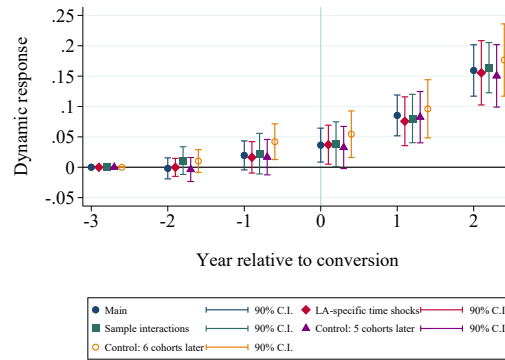 .25
.2
.15
.1
.05
0
-.05
Dynamic response
-3 -2 -1 0 1 2
Year relative to conversion
Main 90% C.I. LA-specific time shocks 90% C.I.
Sample interactions 90% C.I. Control: 5 cohorts later 90% C.I.
Control: 6 cohorts later 90% C.I.